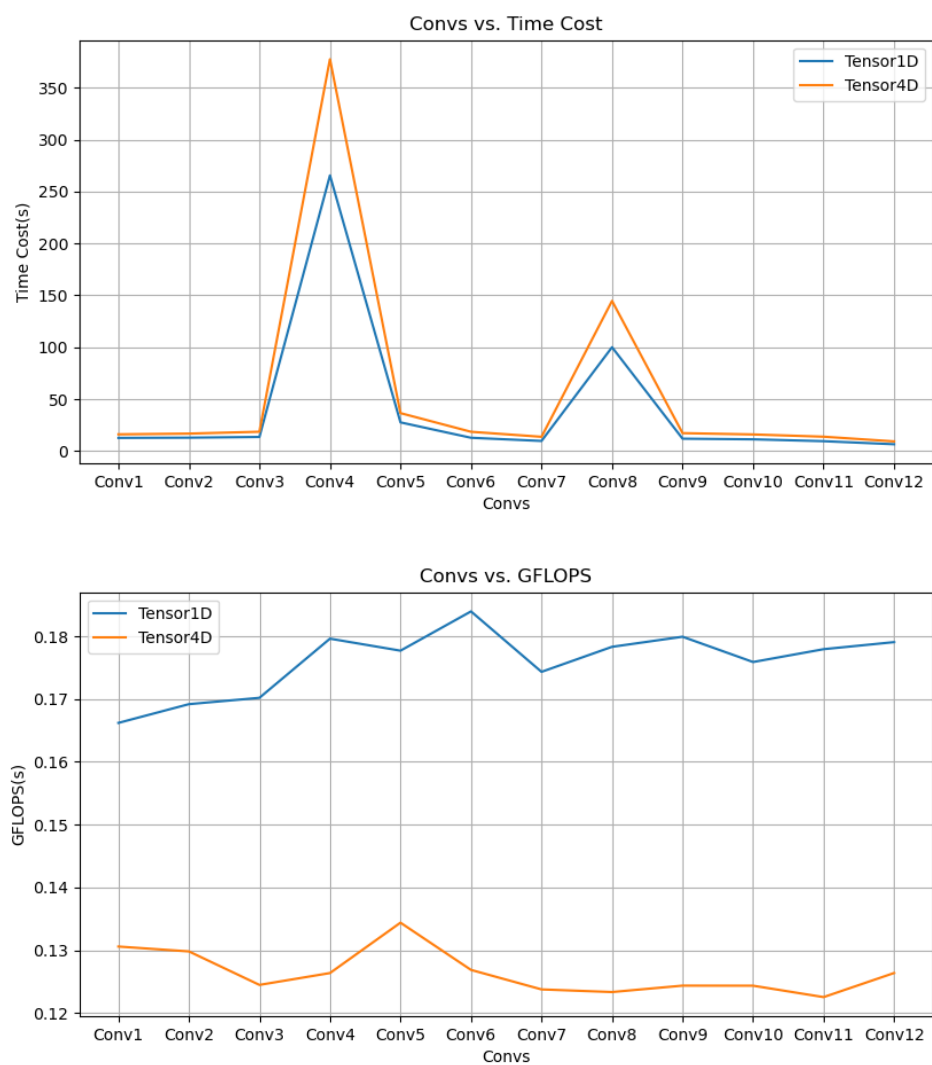 Convs vs. Time Cost
Tensor1D
Tensor4D
Time Cost(s)
350
300
250
200
150
100
50
0
Conv1 Conv2 Conv3 Conv4 Conv5 Conv6 Conv7 Conv8 Conv9 Conv10 Conv11 Conv12
Convs
Convs vs. GFLOPS
Tensor1D
Tensor4D
GFLOPS(s)
0.18
0.17
0.16
0.15
0.14
0.13
0.12
Conv1 Conv2 Conv3 Conv4 Conv5 Conv6 Conv7 Conv8 Conv9 Conv10 Conv11 Conv12
Convs